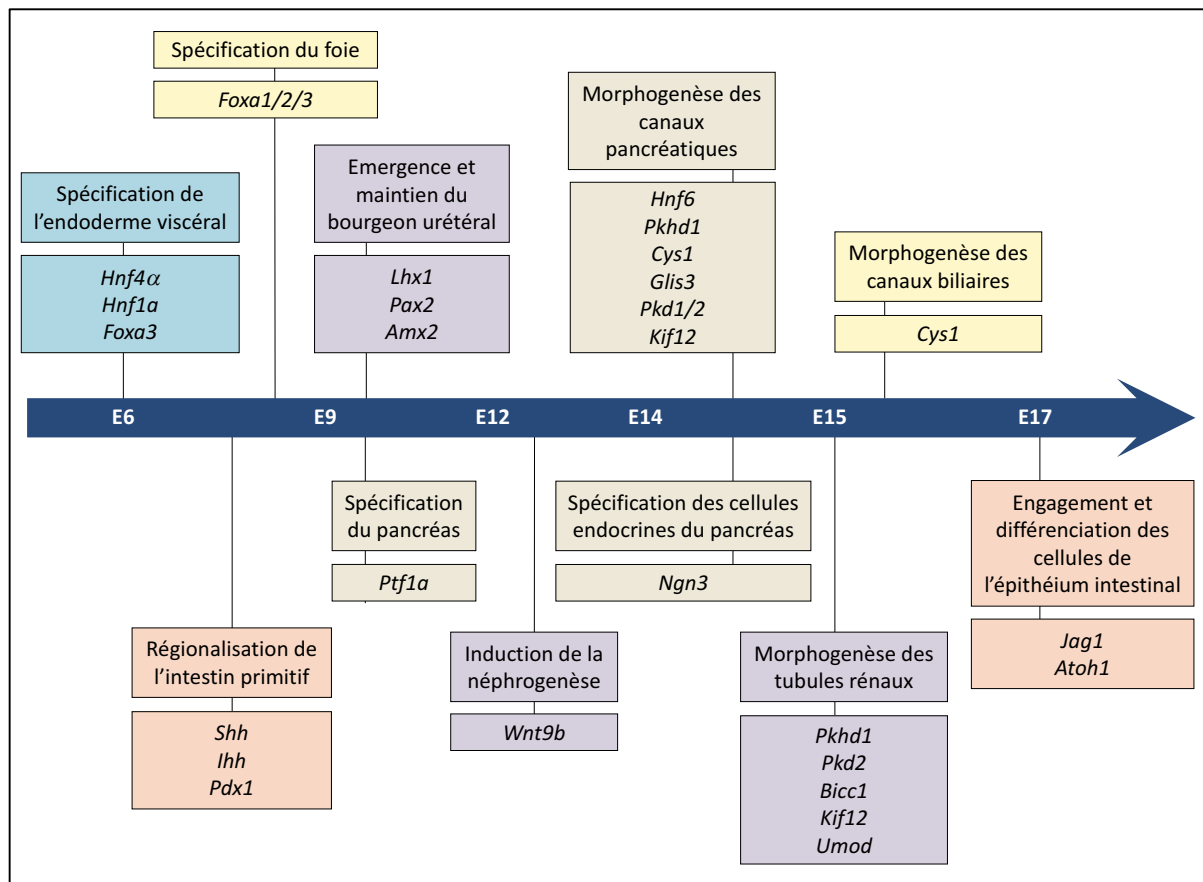 Spécification du foie
Foxa1/2/3
Spécification de
l’endoderme viscéral
Hnf4α
Hnf1a
Foxa3
Emergence et
maintien du
bourgeon urétéral
Lhx1
Pax2
Amx2
Morphogenèse des
canaux
pancréatiques
Hnf6
Pkhd1
Cys1
Glis3
Pkd1/2
Kif12
Morphogenèse des
canaux biliaires
Cys1
E6 E9 E12 E14 E15 E17
Régionalisation de
l’intestin primitif
Shh
Ihh
Pdx1
Spécification
du pancréas
Ptf1a
Induction de la
néphrogenèse
Wnt9b
Spécification des cellules
endocrines du pancréas
Ngn3
Morphogenèse des
tubules rénaux
Pkhd1
Pkd2
Bicc1
Kif12
Umod
Engagement et
différenciation des
cellules de
l’épithéium intestinal
Jag1
Atoh1